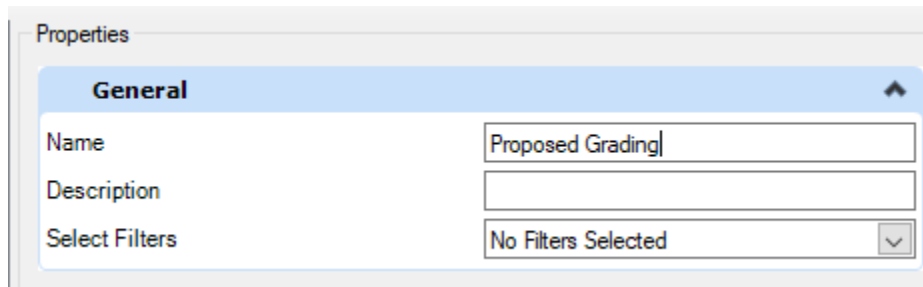 Properties
General
Name Proposed Grading
Description
Select Filters No Filters Selected